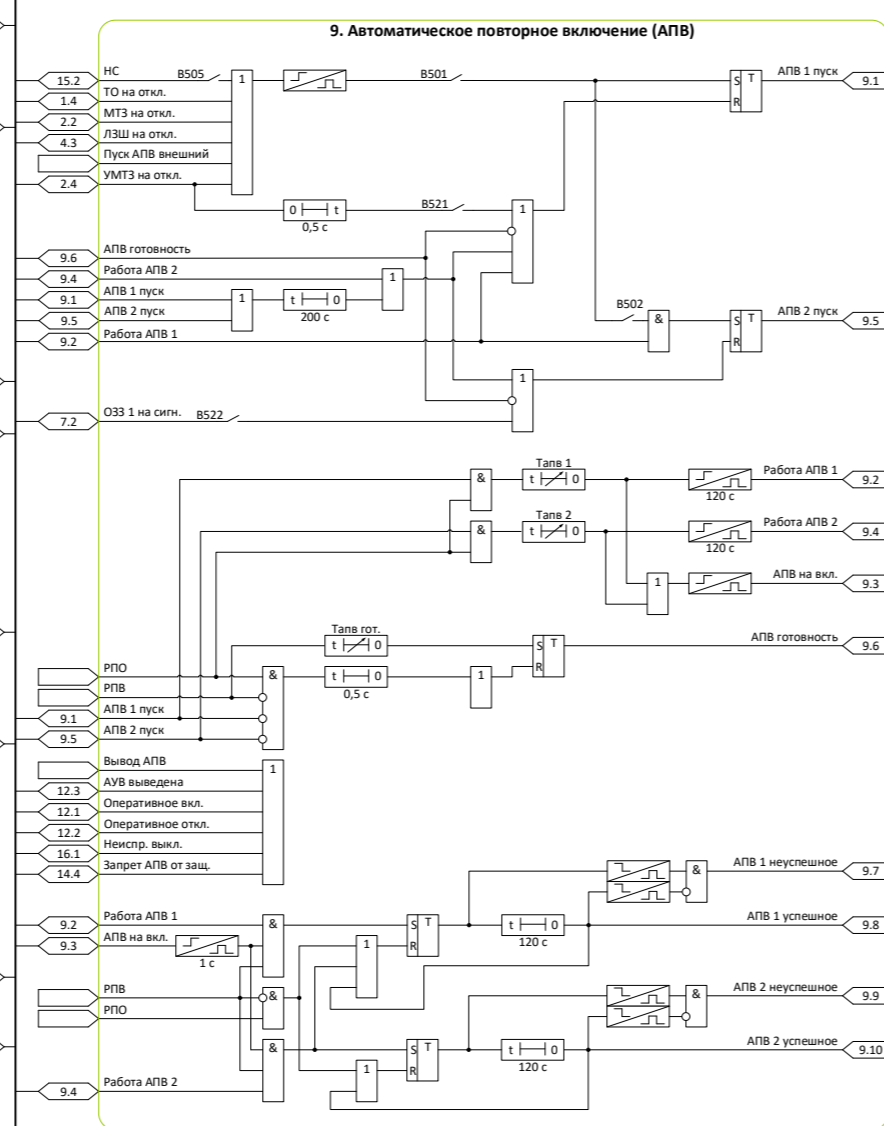 9. Автоматическое повторное включение (АПВ)
15.2 НС B505 1 B501 S T АПВ 1 пуск 9.1
1.4 ТО на откл. R
2.2 МТЗ на откл.
4.3 ЛЗШ на откл.
Пуск АПВ внешний
2.4 УМТЗ на откл.
0 t B521 1
0,5 с
9.6 АПВ готовность
9.4 Работа АПВ 2 1
9.1 АПВ 1 пуск 1 t 0 B502
9.5 АПВ 2 пуск 200 с & S T АПВ 2 пуск 9.5
9.2 Работа АПВ 1 R
1
7.2 ОЗЗ 1 на сигн. B522
Тапв 1
& t 0 Работа АПВ 1 9.2
120 с
Тапв 2
& t 0 Работа АПВ 2 9.4
120 с
1 АПВ на вкл. 9.3
Тапв гот.
t 0 S T АПВ готовность 9.6
РПО & t 0 1 R
РПВ 0,5 с
9.1 АПВ 1 пуск
9.5 АПВ 2 пуск
Вывод АПВ 1
12.3 АУВ выведена
12.1 Оперативное вкл.
12.2 Оперативное откл.
16.1 Неиспр. выкл.
14.4 Запрет АПВ от защ.
& АПВ 1 неуспешное 9.7
9.2 Работа АПВ 1 & S T t 0 АПВ 1 успешное 9.8
9.3 АПВ на вкл. 1 R 120 с
1 с
РПВ & & АПВ 2 неуспешное 9.9
РПО
& S T t 0 АПВ 2 успешное 9.10
1 R 120 с
9.4 Работа АПВ 2